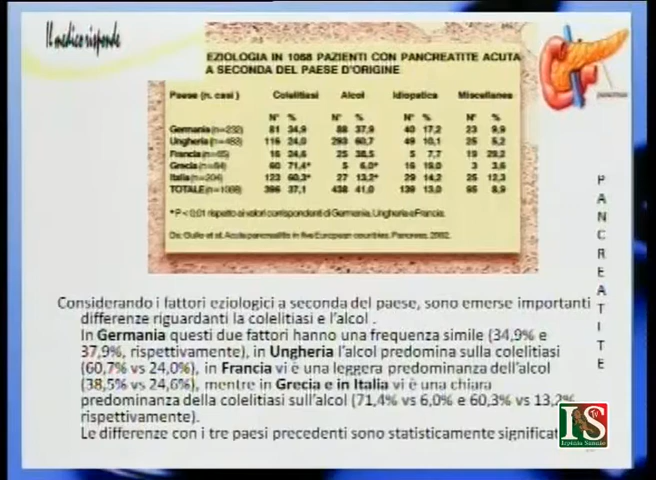 Il medico risponde
EZIOLOGIA IN 1068 PAZIENTI CON PANCREATITE ACUTA
A SECONDA DEL PAESE D'ORIGINE
Paese (n. casi) Colelitiasi Alcol Idiopatica Miscellanea
N° % N° % N° % N° %
Germania (n=232) 81 34,9 88 37,9 40 17,2 23 9,9
Ungheria (n=483) 116 24,0 293 60,7 49 10,1 25 5,2
Francia (n=65) 16 24,6 25 38,5 5 7,7 19 29,2
Grecia (n=84) 60 71,4* 5 6,0* 16 19,0 3 3,6
Italia (n=204) 123 60,3* 27 13,2* 29 14,2 25 12,3
TOTALE (n=1068) 396 37,1 438 41,0 139 13,0 95 8,9
*P < 0,01 rispetto ai valori corrispondenti di Germania, Ungheria e Francia.
Da: Gullo et al. Acute pancreatitis in five European countries. Pancreas, 2002.
PANCREATITE
Considerando i fattori eziologici a seconda del paese, sono emerse importanti
differenze riguardanti la colelitiasi e l'alcol .
In Germania questi due fattori hanno una frequenza simile (34,9% e
37,9%, rispettivamente), in Ungheria l'alcol predomina sulla colelitiasi
(60,7% vs 24,0%), in Francia vi è una leggera predominanza dell'alcol
(38,5% vs 24,6%), mentre in Grecia e in Italia vi è una chiara
predominanza della colelitiasi sull'alcol (71,4% vs 6,0% e 60,3% vs 13,2%
rispettivamente).
Le differenze con i tre paesi precedenti sono statisticamente significat
IS Tv
Irpinia Sannio